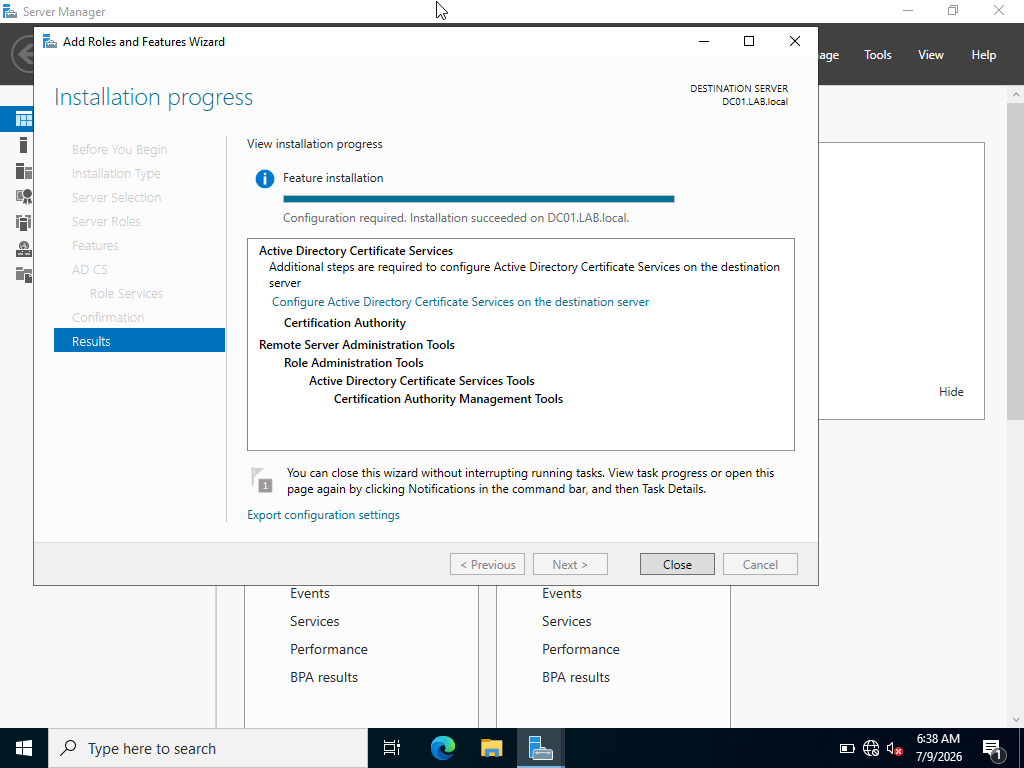 Server Manager
Add Roles and Features Wizard
Tools
View
Help
Installation progress
DESTINATION SERVER
DC01.LAB.local
Before You Begin
Installation Type
Server Selection
Server Roles
Features
AD CS
Role Services
Confirmation
Results
View installation progress
Feature installation
Configuration required. Installation succeeded on DC01.LAB.local.
Active Directory Certificate Services
Additional steps are required to configure Active Directory Certificate Services on the destination
server
Configure Active Directory Certificate Services on the destination server
Certification Authority
Remote Server Administration Tools
Role Administration Tools
Active Directory Certificate Services Tools
Certification Authority Management Tools
Hide
1
You can close this wizard without interrupting running tasks. View task progress or open this
page again by clicking Notifications in the command bar, and then Task Details.
Export configuration settings
< Previous
Next >
Close
Cancel
Events
Services
Performance
BPA results
Events
Services
Performance
BPA results
Type here to search
6:38 AM
7/9/2026
1